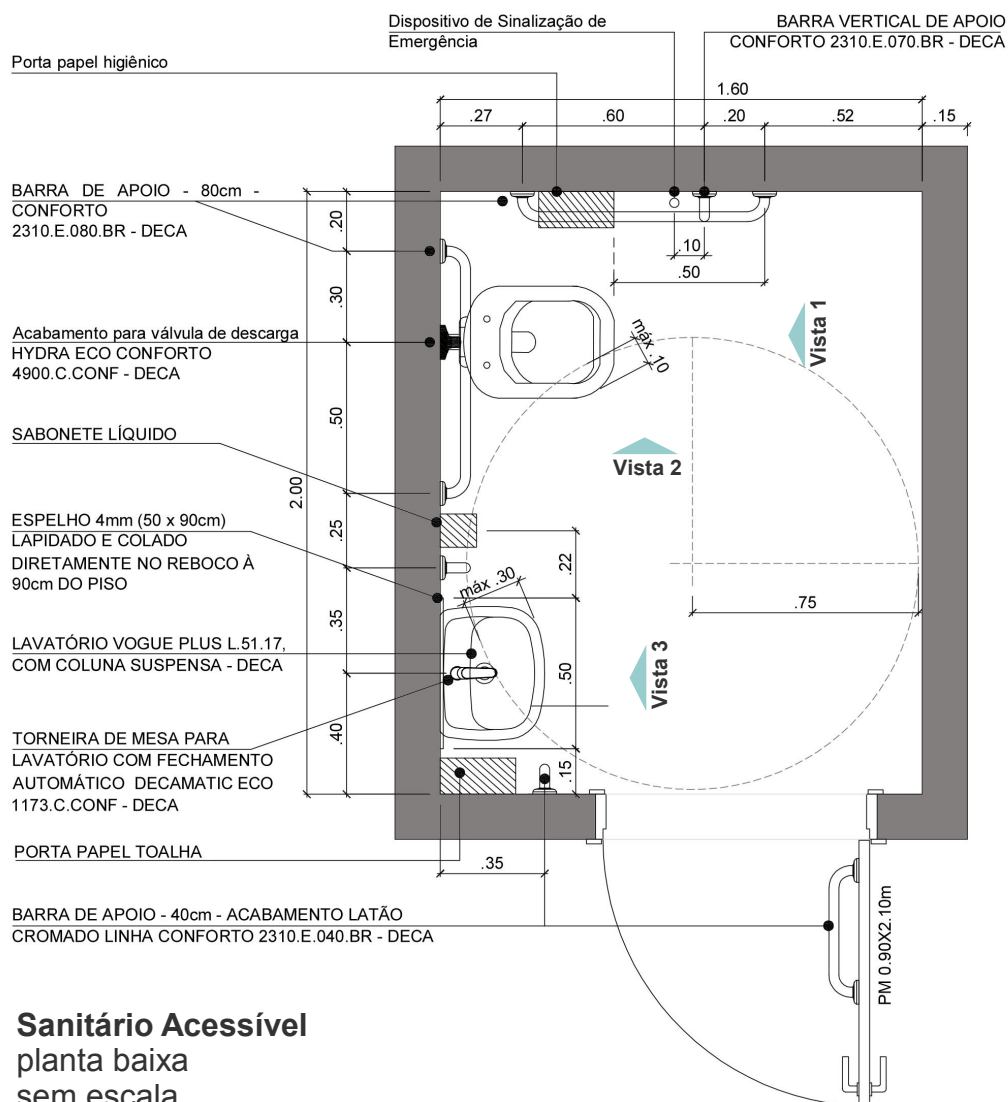 Dispositivo de Sinalização de
Emergência
BARRA VERTICAL DE APOIO
CONFORTO 2310.E.070.BR - DECA
Porta papel higiênico
1.60
.27
.60
.20
.52
.15
BARRA DE APOIO - 80cm -
CONFORTO
2310.E.080.BR - DECA
.20
.10
.50
.30
Vista 1
máx .10
Acabamento para válvula de descarga
HYDRA ECO CONFORTO
4900.C.CONF - DECA
.50
SABONETE LÍQUIDO
Vista 2
2.00
ESPELHO 4mm (50 x 90cm)
LAPIDADO E COLADO
DIRETAMENTE NO REBOCO À
90cm DO PISO
.25
.22
máx .30
.75
.35
LAVATÓRIO VOGUE PLUS L.51.17,
COM COLUNA SUSPENSA - DECA
.50
Vista 3
TORNEIRA DE MESA PARA
LAVATÓRIO COM FECHAMENTO
AUTOMÁTICO DECAMATIC ECO
1173.C.CONF - DECA
.40
.15
PORTA PAPEL TOALHA
.35
BARRA DE APOIO - 40cm - ACABAMENTO LATÃO
CROMADO LINHA CONFORTO 2310.E.040.BR - DECA
PM 0.90X2.10m
Sanitário Acessível
planta baixa
sem escala